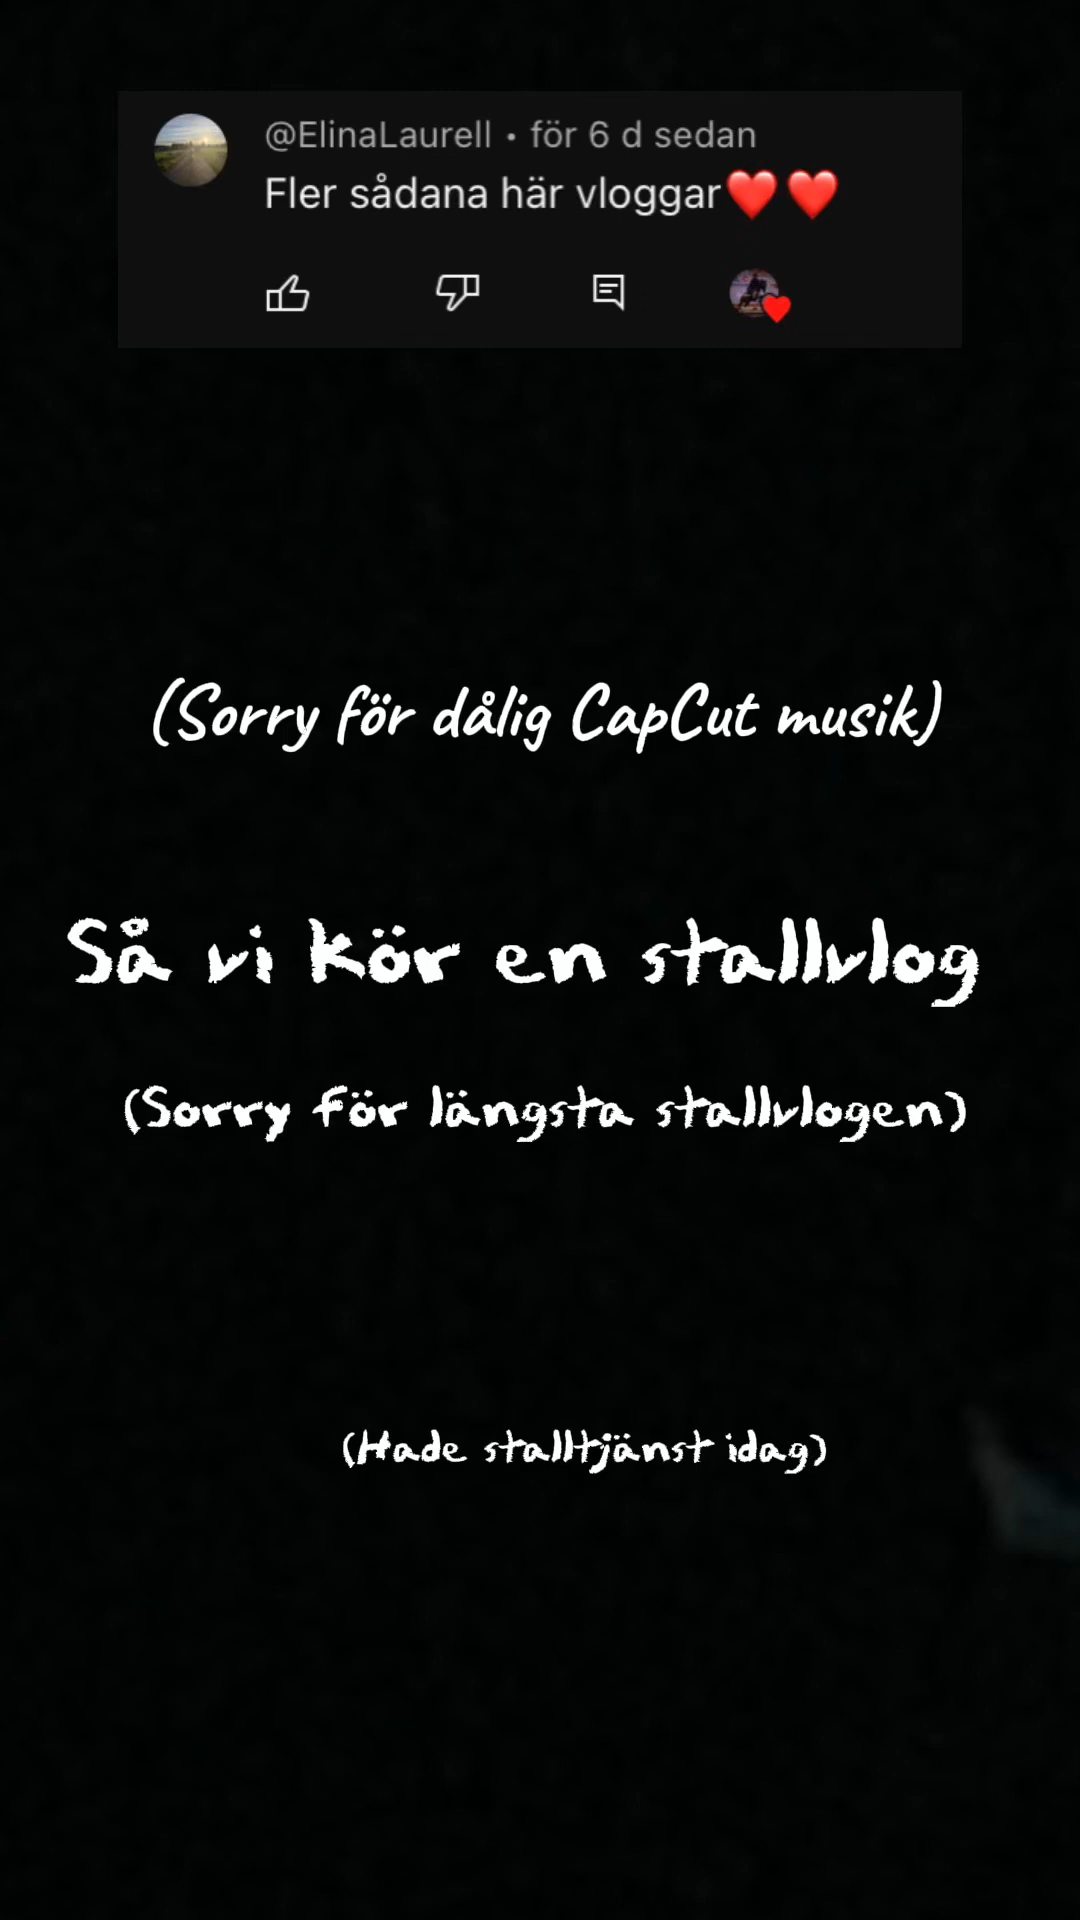 @ElinaLaurell • för 6 d sedan
Fler sådana här vloggar❤️❤️
(Sorry för dålig CapCut musik)
Så vi kör en stallvlog
(Sorry för längsta stallvlogen)
(Hade stalltjänst idag)